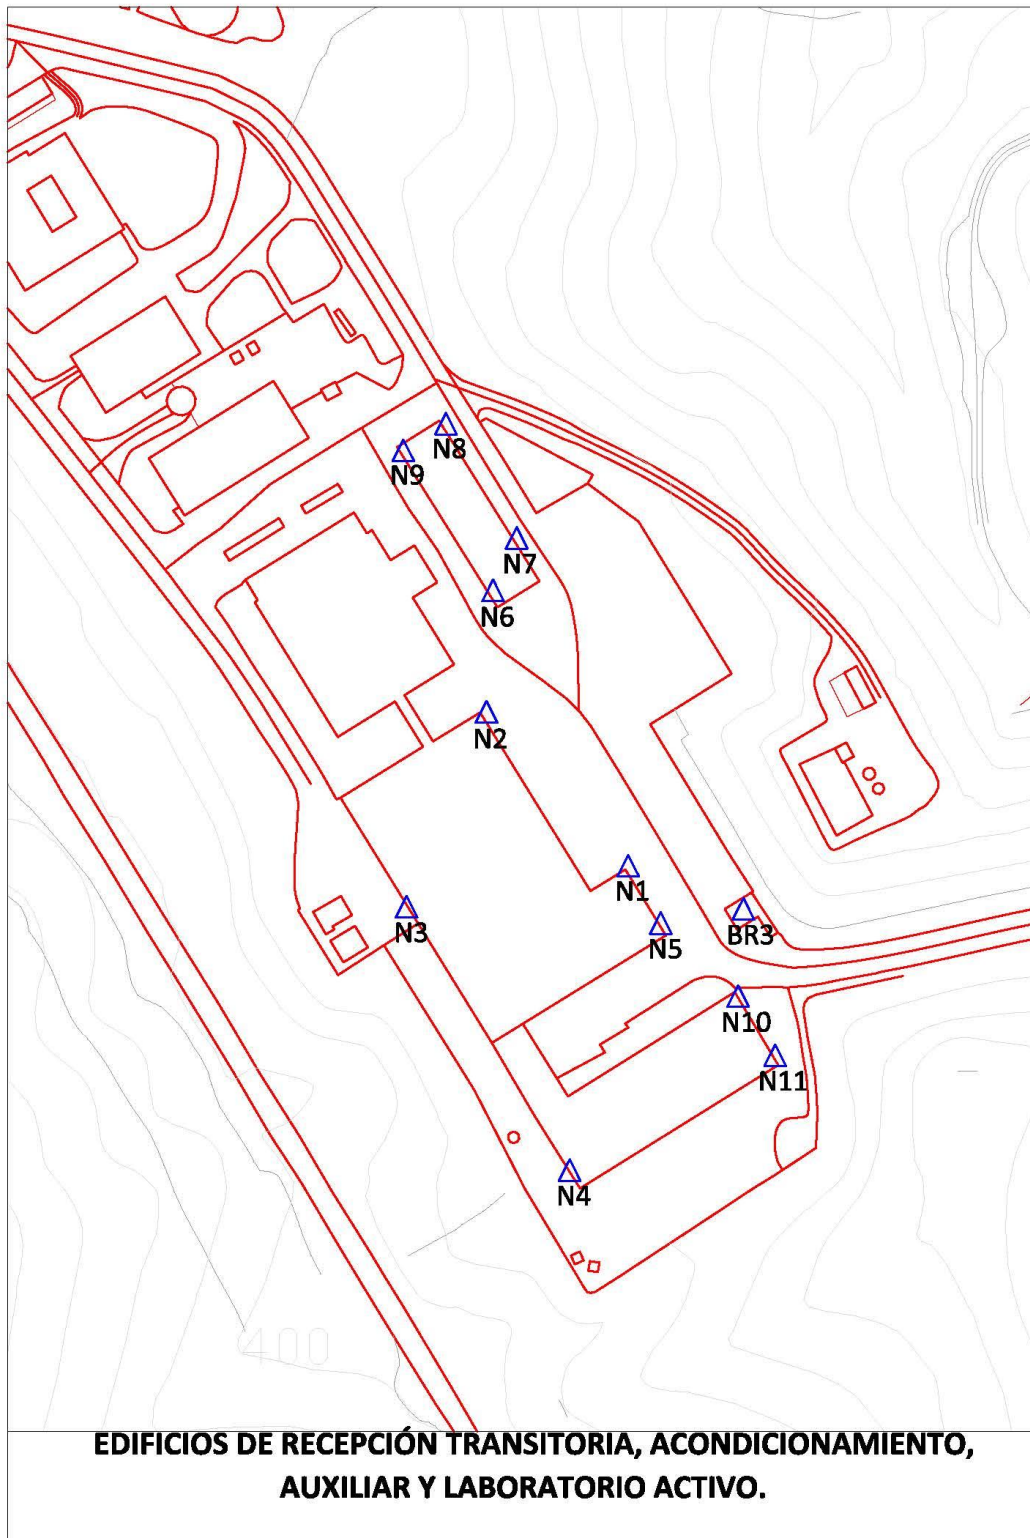 N8
N9
N7
N6
N2
N1
N3
N5
BR3
N10
N11
N4
400
EDIFICIOS DE RECEPCIÓN TRANSITORIA, ACONDICIONAMIENTO,
AUXILIAR Y LABORATORIO ACTIVO.